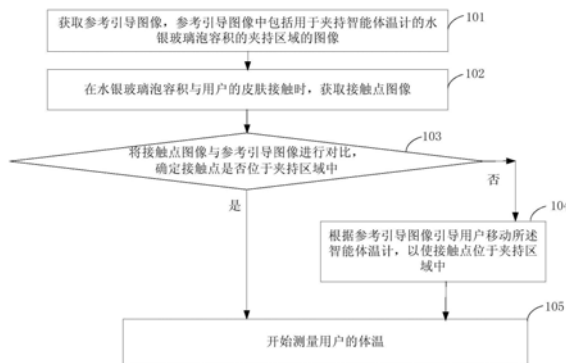 获取参考引导图像，参考引导图像中包括用于夹持智能体温计的水
银玻璃泡容积的夹持区域的图像
101
在水银玻璃泡容积与用户的皮肤接触时，获取接触点图像
102
将接触点图像与参考引导图像进行对比，
确定接触点是否位于夹持区域中
103
否
是
根据参考引导图像引导用户移动所述
智能体温计，以使接触点位于夹持区
域中
104
开始测量用户的体温
105